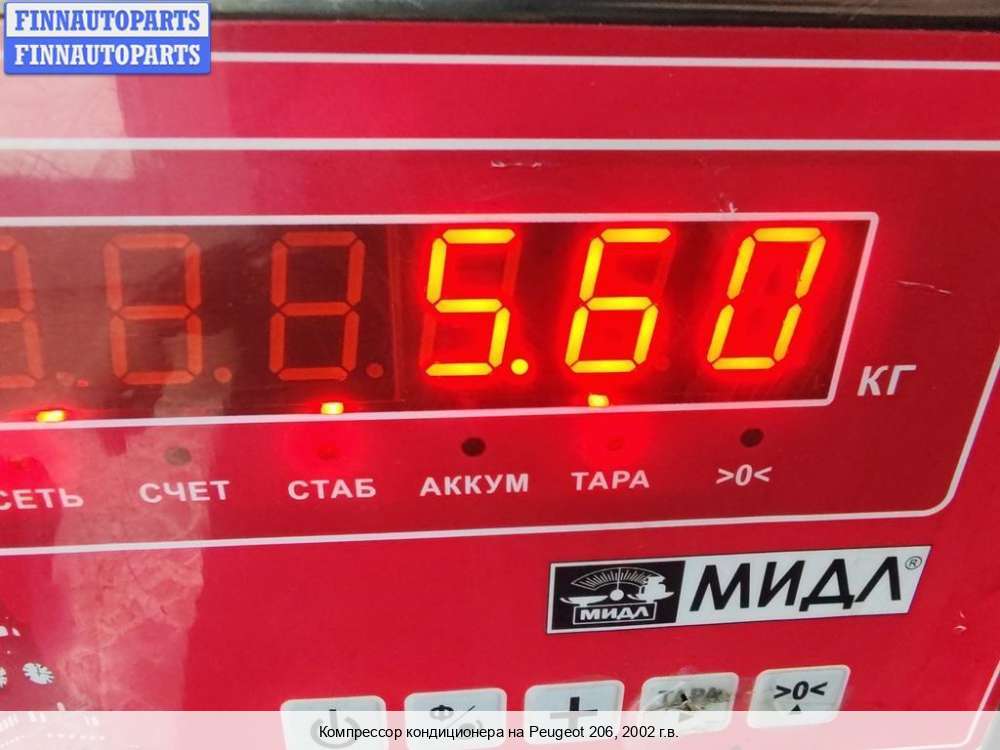 FINNAUTOPARTS
FINNAUTOPARTS
5.60
КГ
СЕТЬ СЧЕТ СТАБ АККУМ ТАРА >0<
МИДЛ МИДЛ®
ТАРА >0<
Компрессор кондиционера на Peugeot 206, 2002 г.в.